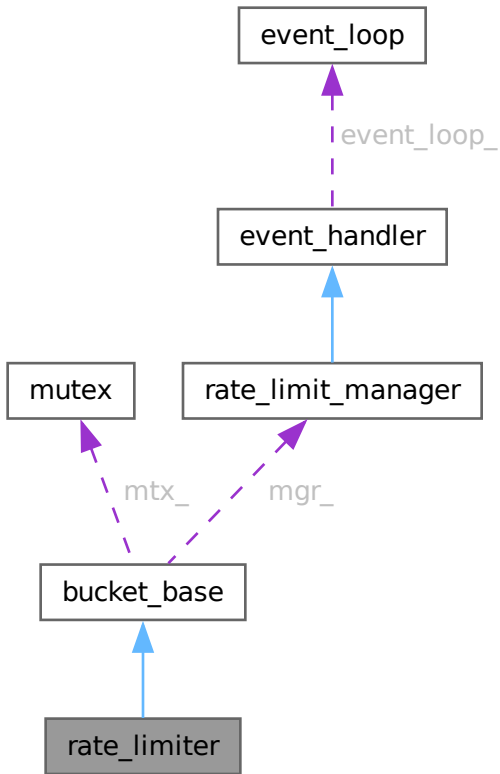 event_loop
event_loop_
event_handler
mutex
rate_limit_manager
mtx_
mgr_
bucket_base
rate_limiter